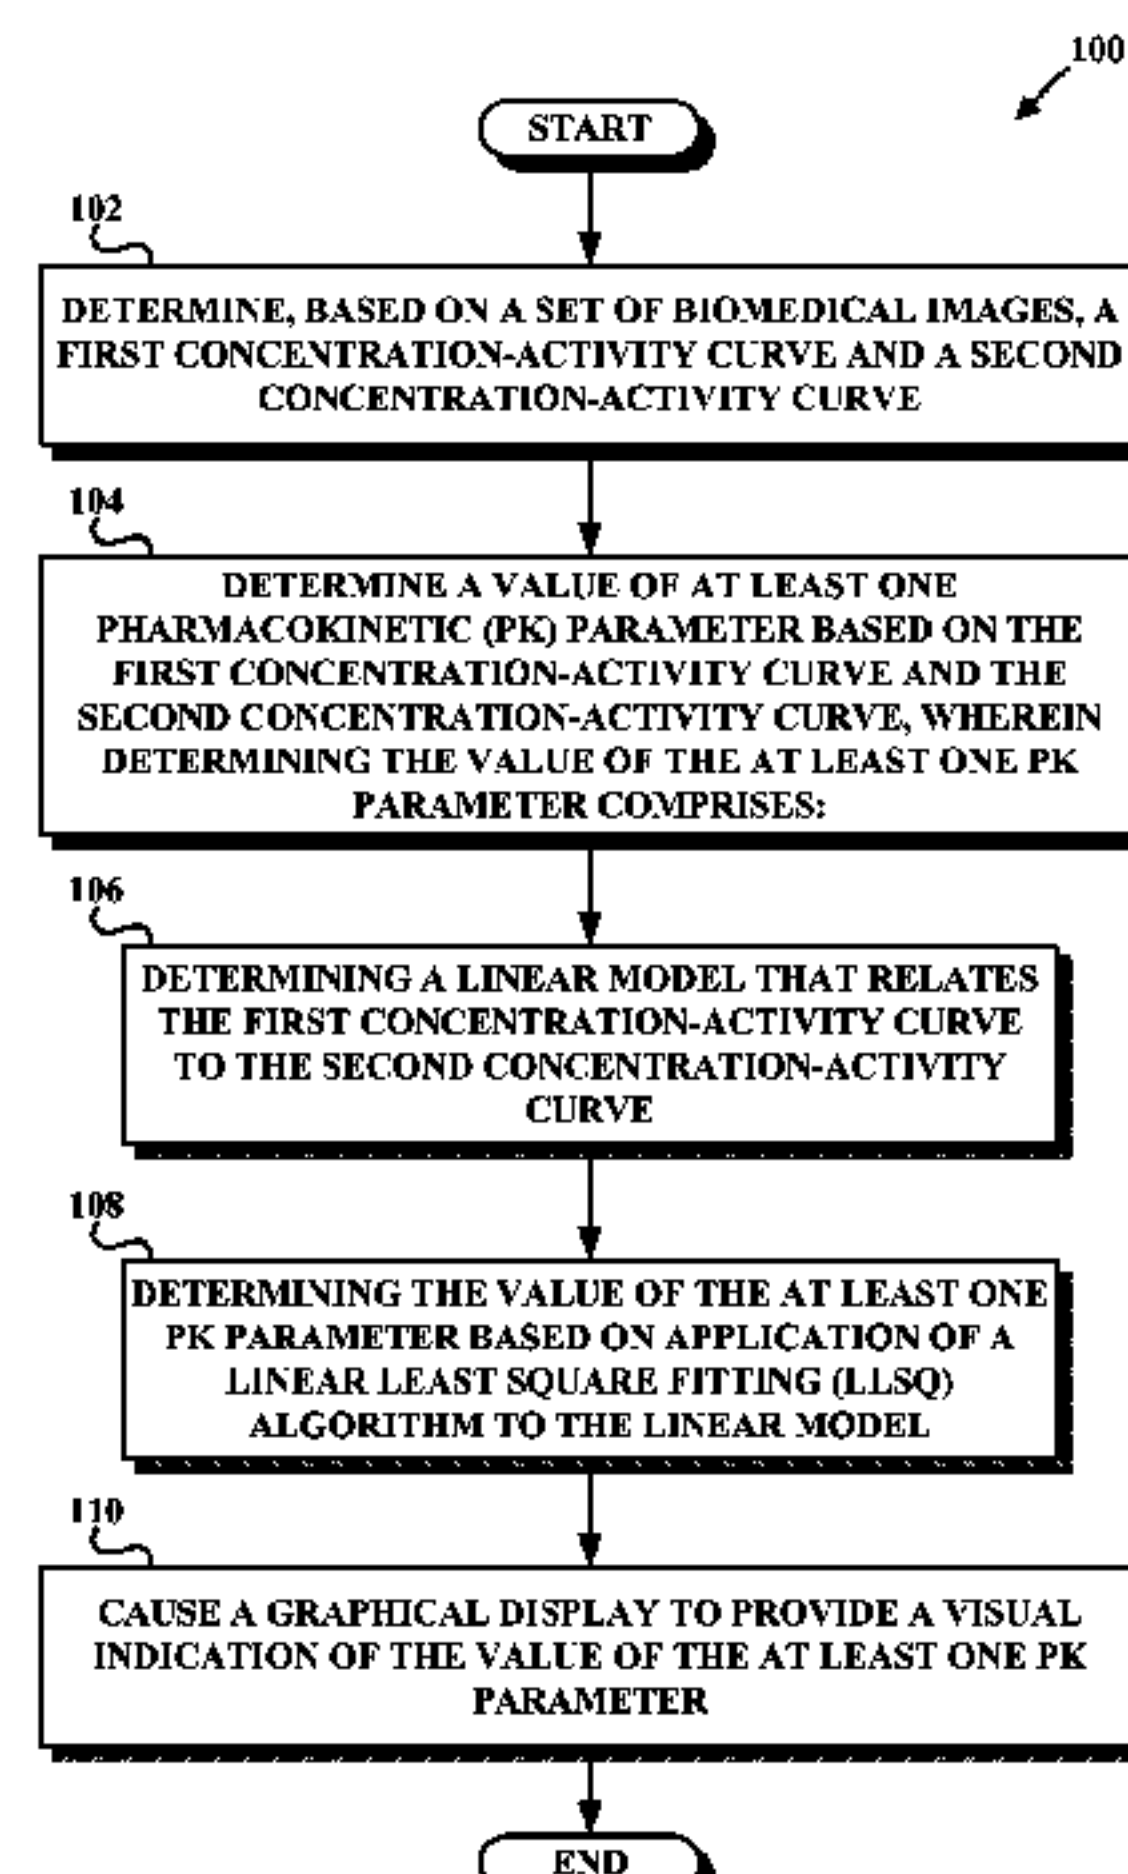 100
START
102
DETERMINE, BASED ON A SET OF BIOMEDICAL IMAGES, A
FIRST CONCENTRATION-ACTIVITY CURVE AND A SECOND
CONCENTRATION-ACTIVITY CURVE
104
DETERMINE A VALUE OF AT LEAST ONE
PHARMACOKINETIC (PK) PARAMETER BASED ON THE
FIRST CONCENTRATION-ACTIVITY CURVE AND THE
SECOND CONCENTRATION-ACTIVITY CURVE, WHEREIN
DETERMINING THE VALUE OF THE AT LEAST ONE PK
PARAMETER COMPRISES:
106
DETERMINING A LINEAR MODEL THAT RELATES
THE FIRST CONCENTRATION-ACTIVITY CURVE
TO THE SECOND CONCENTRATION-ACTIVITY
CURVE
108
DETERMINING THE VALUE OF THE AT LEAST ONE
PK PARAMETER BASED ON APPLICATION OF A
LINEAR LEAST SQUARE FITTING (LLSQ)
ALGORITHM TO THE LINEAR MODEL
110
CAUSE A GRAPHICAL DISPLAY TO PROVIDE A VISUAL
INDICATION OF THE VALUE OF THE AT LEAST ONE PK
PARAMETER
END